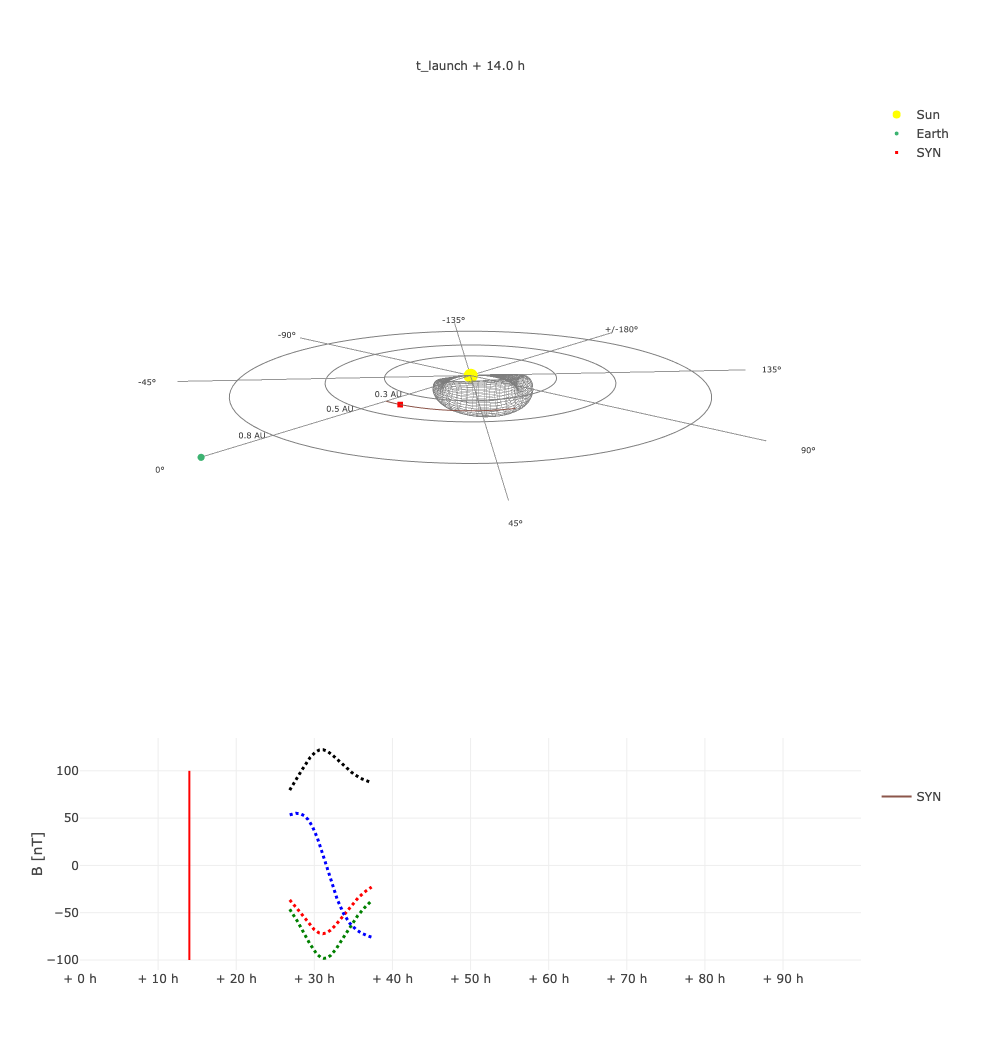 t_launch + 14.0 h
Sun
Earth
SYN
-135°
+/-180°
-90°
135°
-45°
0.3 AU
0.5 AU
0.8 AU
90°
0°
45°
100
50
0
−50
−100
B [nT]
SYN
+ 0 h
+ 10 h
+ 20 h
+ 30 h
+ 40 h
+ 50 h
+ 60 h
+ 70 h
+ 80 h
+ 90 h